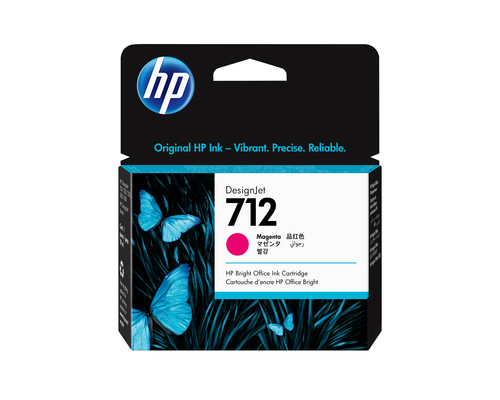 hp
Original HP Ink – Vibrant. Precise. Reliable.
DesignJet
712
Magenta 品红色
マゼンタ
빨강
HP Bright Office Ink Cartridge
Cartouche d'encre HP Office Bright